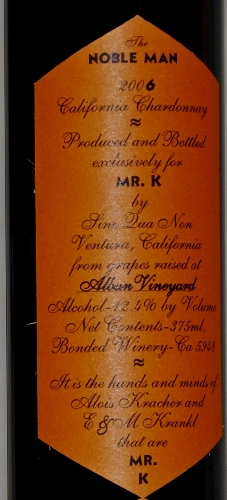 The
NOBLE MAN
2006
California Chardonnay
≈
Produced and Bottled
exclusively for
MR. K
by
Sine Qua Non
Ventura, California
from grapes raised at
Alban Vineyard
Alcohol-12.4% by Volume
Net Contents-375ml.
Bonded Winery-Ca 5948
≈
It is the hands and minds of
Alois Kracher and
E & M Krankl
that are
MR.
K